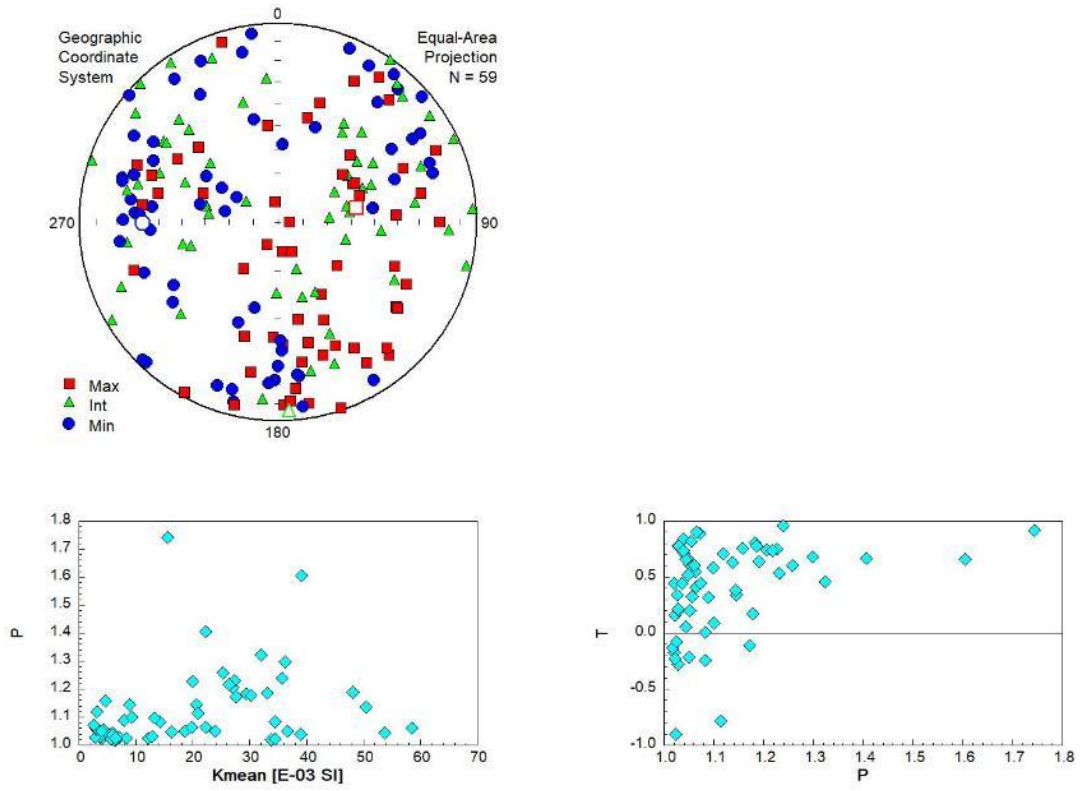 0
Geographic
Coordinate
System
Equal-Area
Projection
N = 59
270
90
Max
Int
Min
180
1.8
1.7
1.6
1.5
1.4
1.3
1.2
1.1
1.0
P
0 10 20 30 40 50 60 70
Kmean [E-03 SI]
1.0
0.5
0.0
-0.5
-1.0
T
1.0 1.1 1.2 1.3 1.4 1.5 1.6 1.7 1.8
P